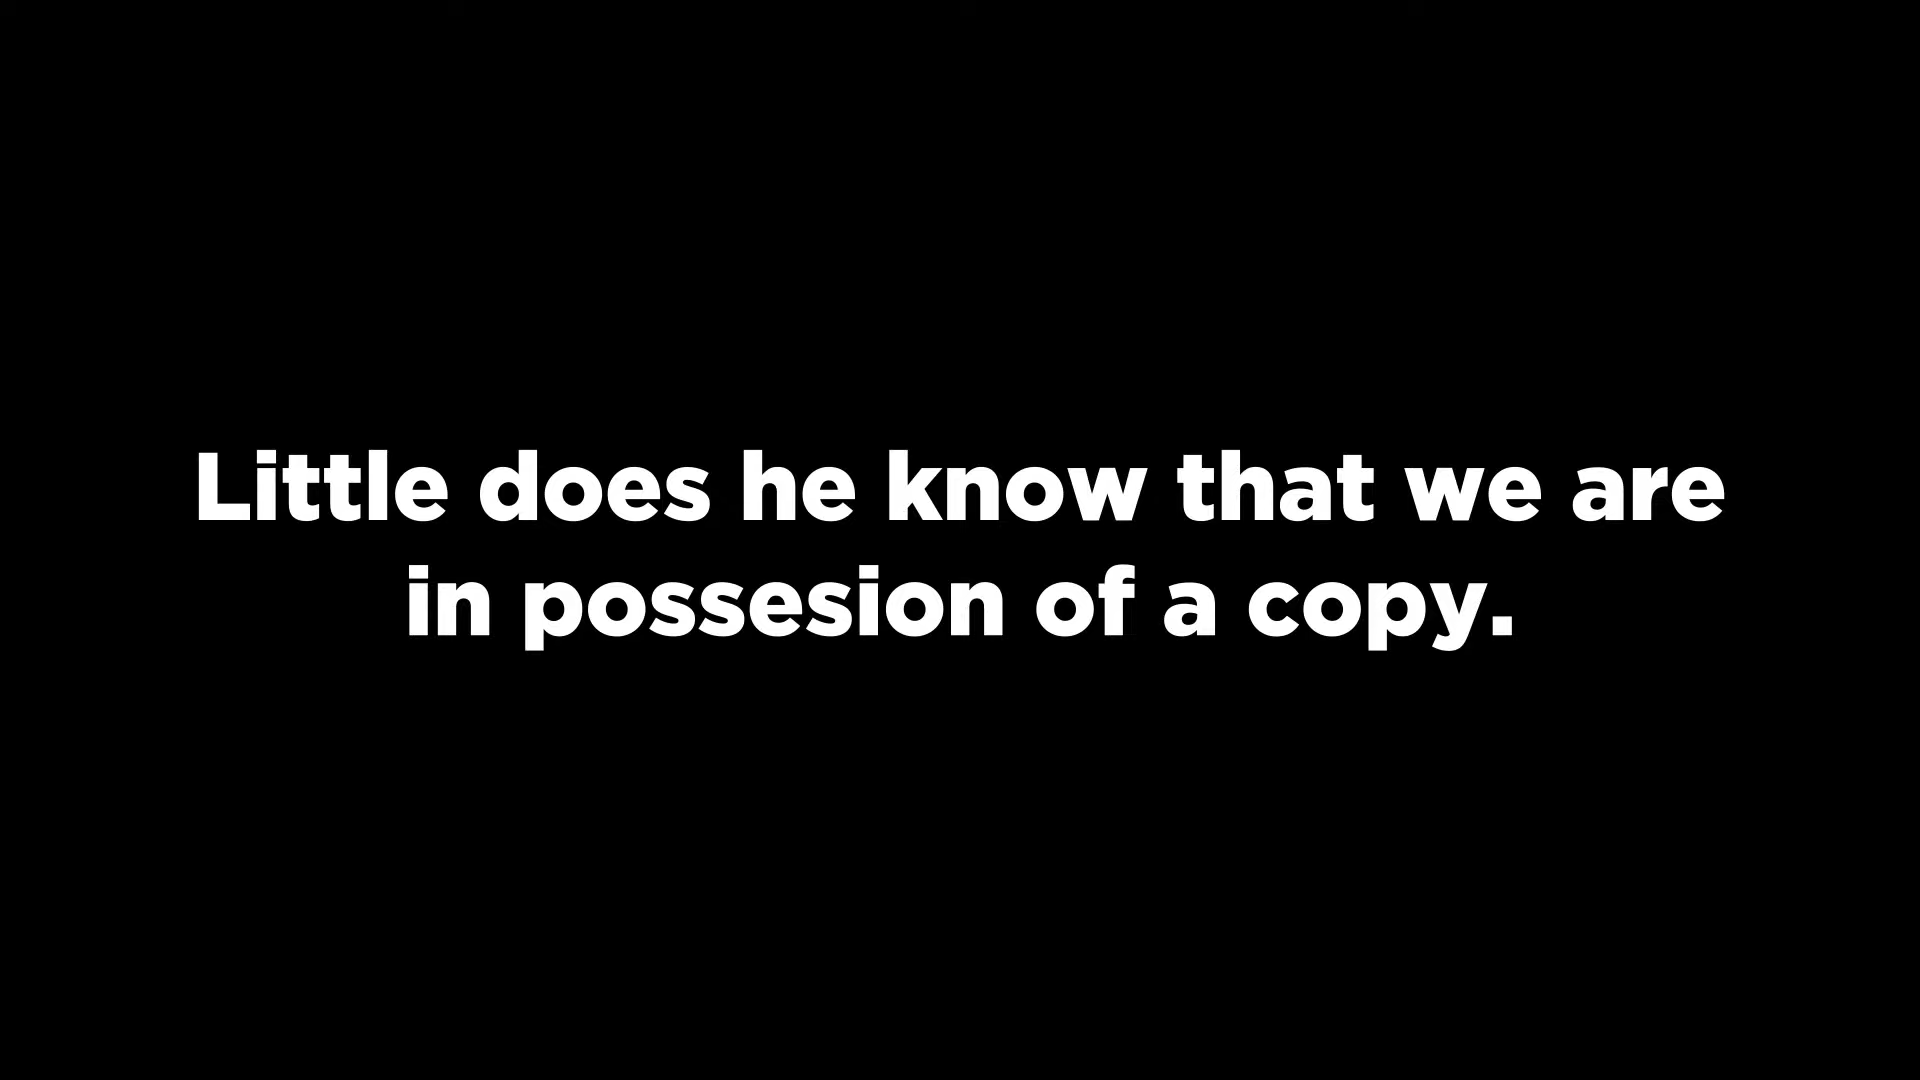 Little does he know that we are
in possesion of a copy.